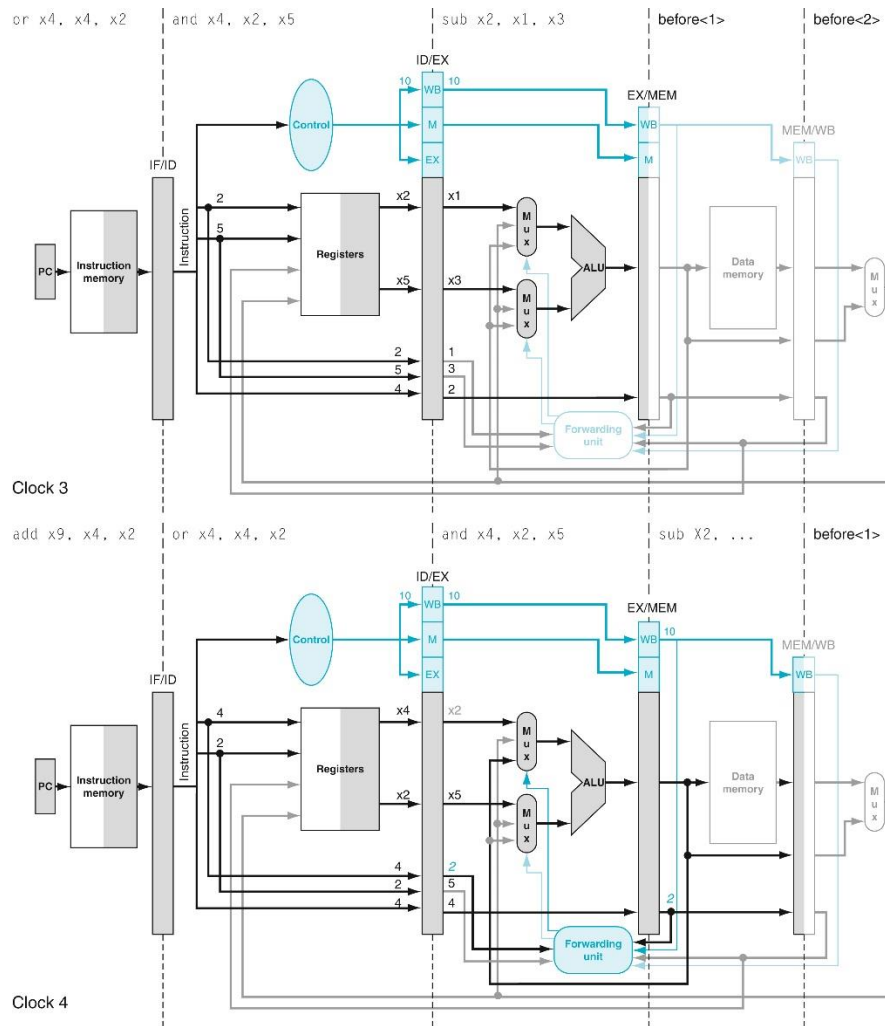 or x4, x4, x2 and x4, x2, x5 sub x2, x1, x3 before<1> before<2>
ID/EX
10 WB 10
EX/MEM
Control M WB MEM/WB
EX M WB
IF/ID
Instruction
2 x2 x1
M
u
x
5
PC Instruction
memory
Registers
ALU
Data
memory
M
u
x
x5 x3
M
u
x
2 1
5 3
4 2
Forwarding
unit
Clock 3
add x9, x4, x2 or x4, x4, x2 and x4, x2, x5 sub X2, ... before<1>
ID/EX
10 WB 10
EX/MEM
Control M WB 10 MEM/WB
EX M WB
IF/ID
Instruction
4 x4 x2
M
u
x
2
PC Instruction
memory
Registers
ALU
Data
memory
M
u
x
x2 x5
M
u
x
4 2
2 5
4 4 2
Forwarding
unit
Clock 4